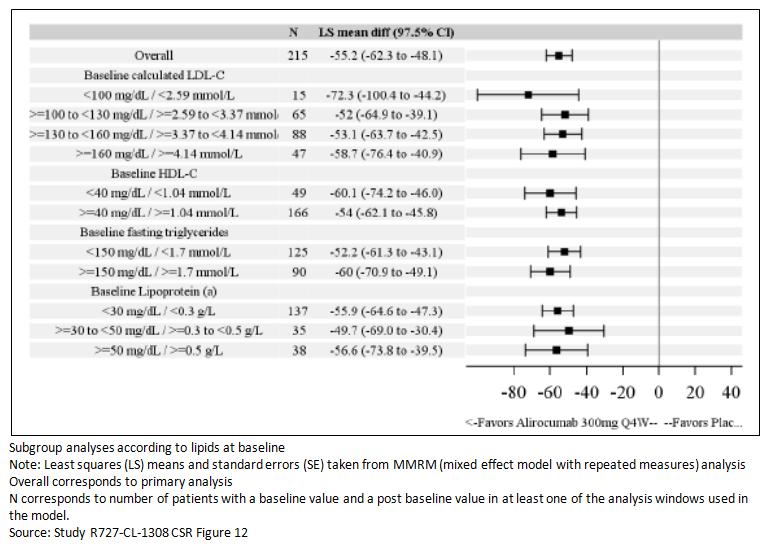 N LS mean diff (97.5% CI)
Overall 215 -55.2 (-62.3 to -48.1)
Baseline calculated LDL-C
<100 mg/dL / <2.59 mmol/L 15 -72.3 (-100.4 to -44.2)
>=100 to <130 mg/dL / >=2.59 to <3.37 mmol/ 65 -52 (-64.9 to -39.1)
>=130 to <160 mg/dL / >=3.37 to <4.14 mmol/ 88 -53.1 (-63.7 to -42.5)
>=160 mg/dL / >=4.14 mmol/L 47 -58.7 (-76.4 to -40.9)
Baseline HDL-C
<40 mg/dL / <1.04 mmol/L 49 -60.1 (-74.2 to -46.0)
>=40 mg/dL / >=1.04 mmol/L 166 -54 (-62.1 to -45.8)
Baseline fasting triglycerides
<150 mg/dL / <1.7 mmol/L 125 -52.2 (-61.3 to -43.1)
>=150 mg/dL / >=1.7 mmol/L 90 -60 (-70.9 to -49.1)
Baseline Lipoprotein (a)
<30 mg/dL / <0.3 g/L 137 -55.9 (-64.6 to -47.3)
>=30 to <50 mg/dL / >=0.3 to <0.5 g/L 35 -49.7 (-69.0 to -30.4)
>=50 mg/dL / >=0.5 g/L 38 -56.6 (-73.8 to -39.5)
-80 -60 -40 -20 0 20 40
<-Favors Alirocumab 300mg Q4W-- --Favors Plac...
Subgroup analyses according to lipids at baseline
Note: Least squares (LS) means and standard errors (SE) taken from MMRM (mixed effect model with repeated measures) analysis
Overall corresponds to primary analysis
N corresponds to number of patients with a baseline value and a post baseline value in at least one of the analysis windows used in
the model.
Source: Study R727-CL-1308 CSR Figure 12